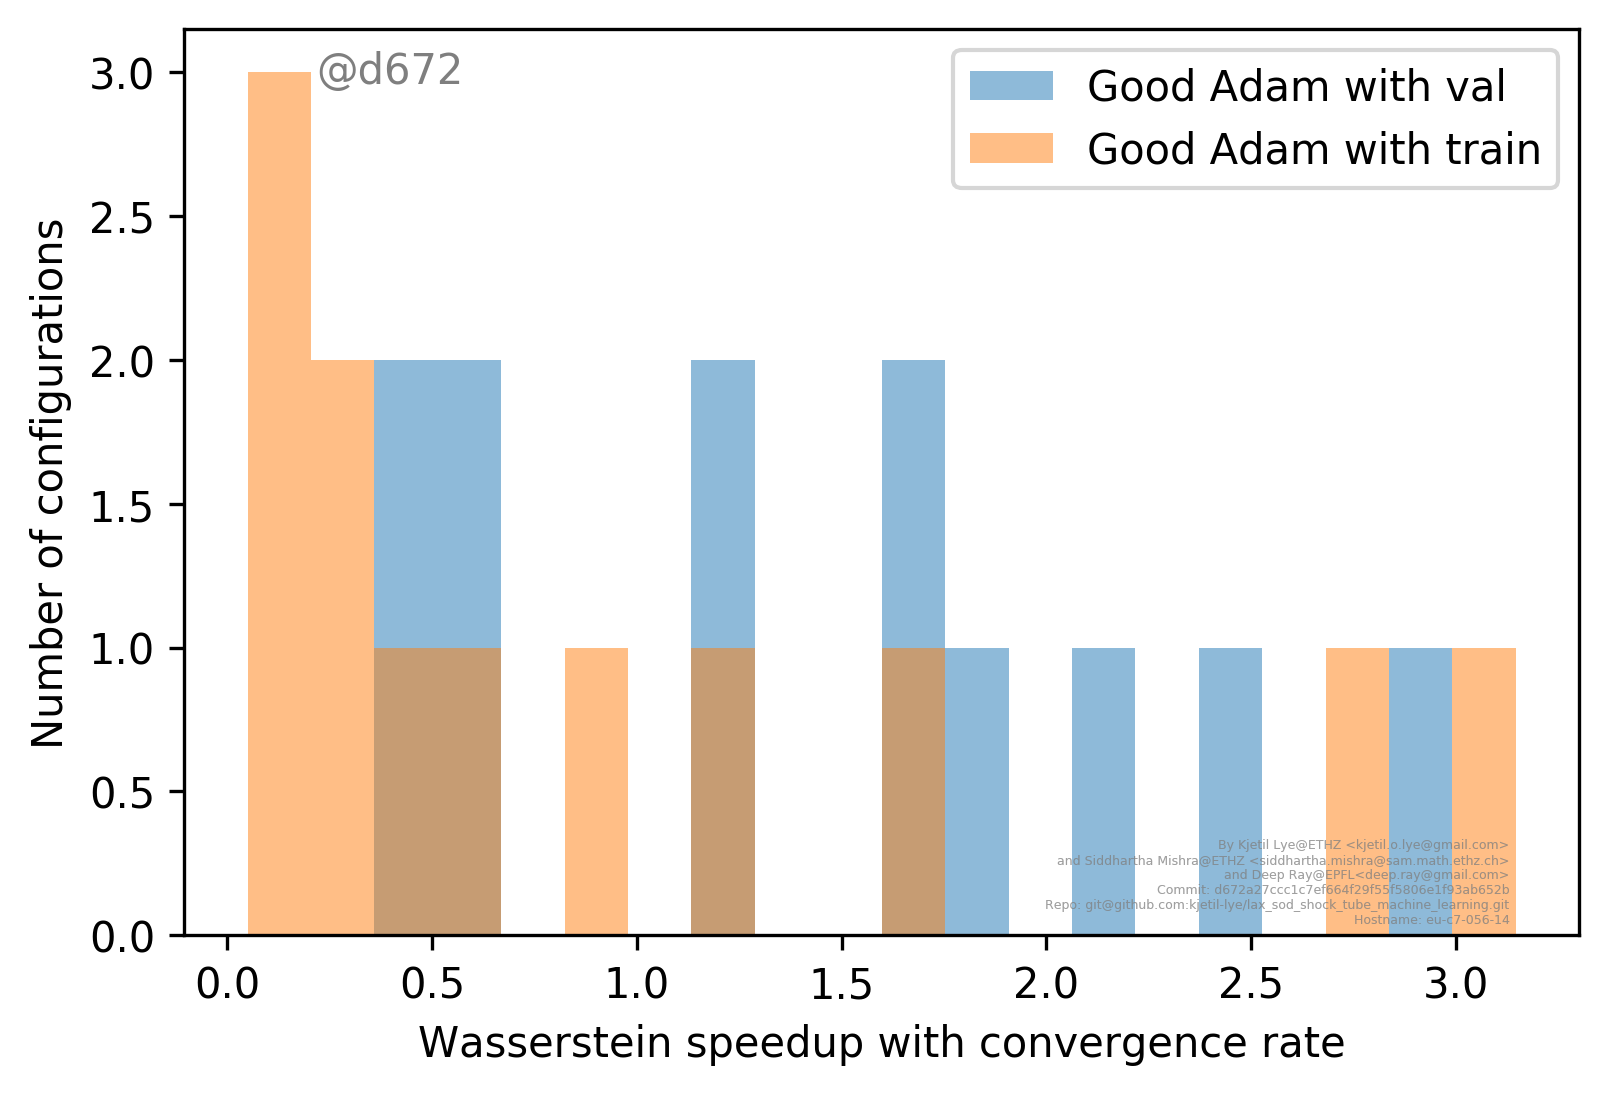 @d672
Good Adam with val
Good Adam with train
Number of configurations
3.0
2.5
2.0
1.5
1.0
0.5
0.0
0.0 0.5 1.0 1.5 2.0 2.5 3.0
Wasserstein speedup with convergence rate
By Kjetil Lye@ETHZ <kjetil.o.lye@gmail.com>
and Siddhartha Mishra@ETHZ <siddhartha.mishra@sam.math.ethz.ch>
and Deep Ray@EPFL<deep.ray@gmail.com>
Commit: d672a27ccc1c7ef664f29f55f5806e1f93ab652b
Repo: git@github.com:kjetil-lye/lax_sod_shock_tube_machine_learning.git
Hostname: eu-c7-056-14